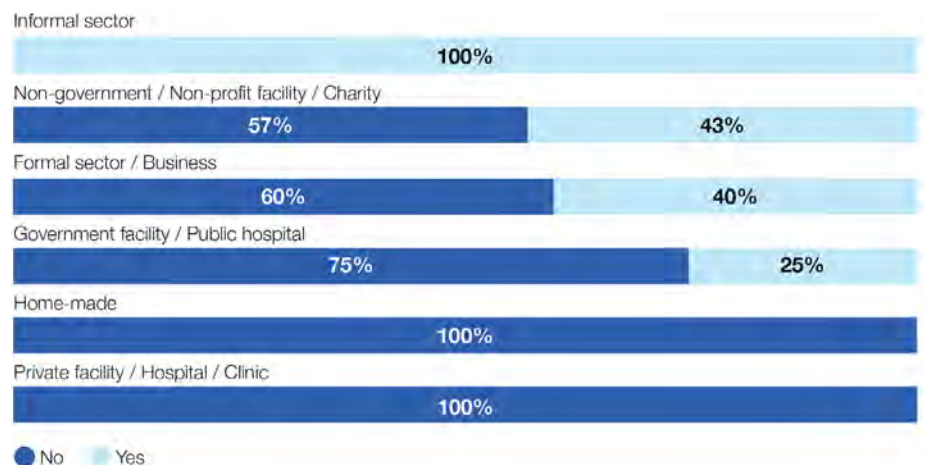 Informal sector
100%
Non-government / Non-profit facility / Charity
57% 43%
Formal sector / Business
60% 40%
Government facility / Public hospital
75% 25%
Home-made
100%
Private facility / Hospital / Clinic
100%
No Yes